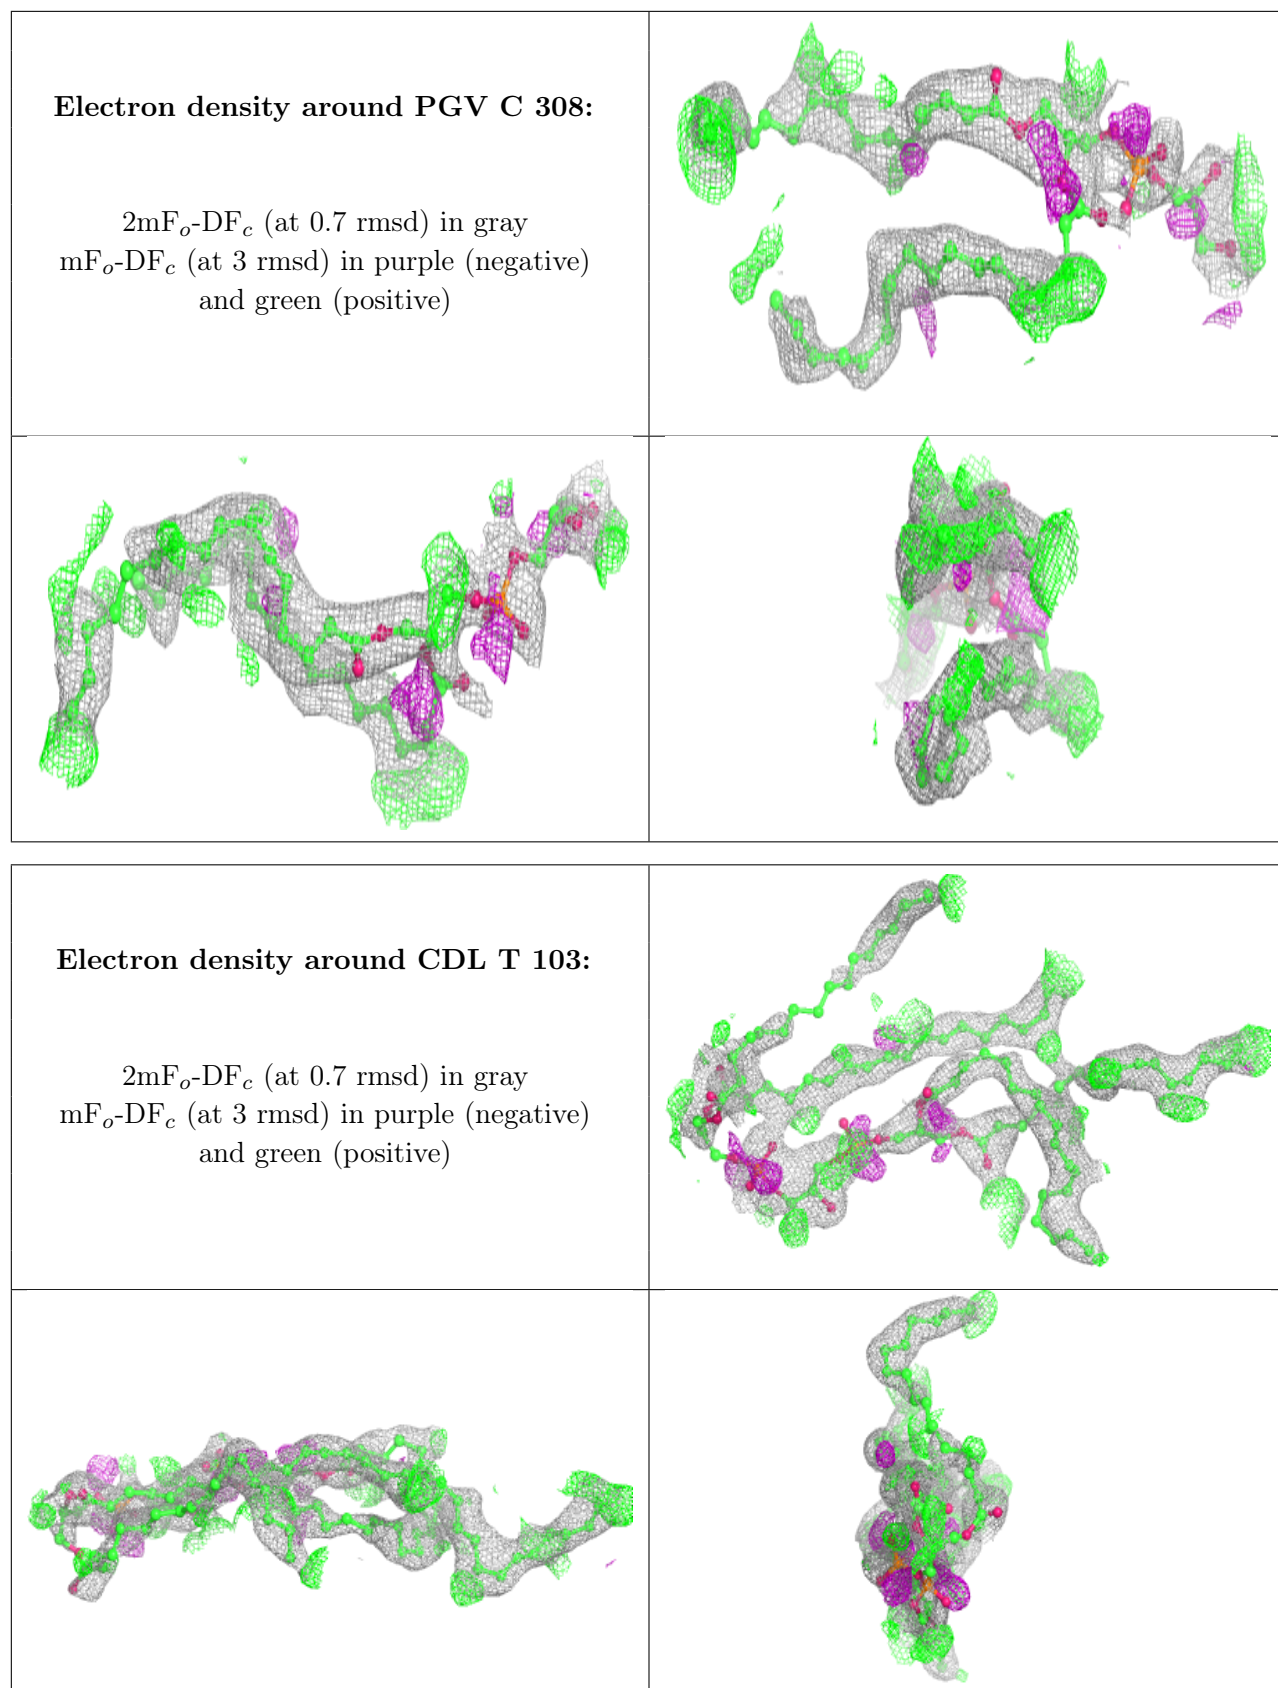 Electron density around PGV C 308:
2mFo-DFc (at 0.7 rmsd) in gray
mFo-DFc (at 3 rmsd) in purple (negative)
and green (positive)
Electron density around CDL T 103:
2mFo-DFc (at 0.7 rmsd) in gray
mFo-DFc (at 3 rmsd) in purple (negative)
and green (positive)